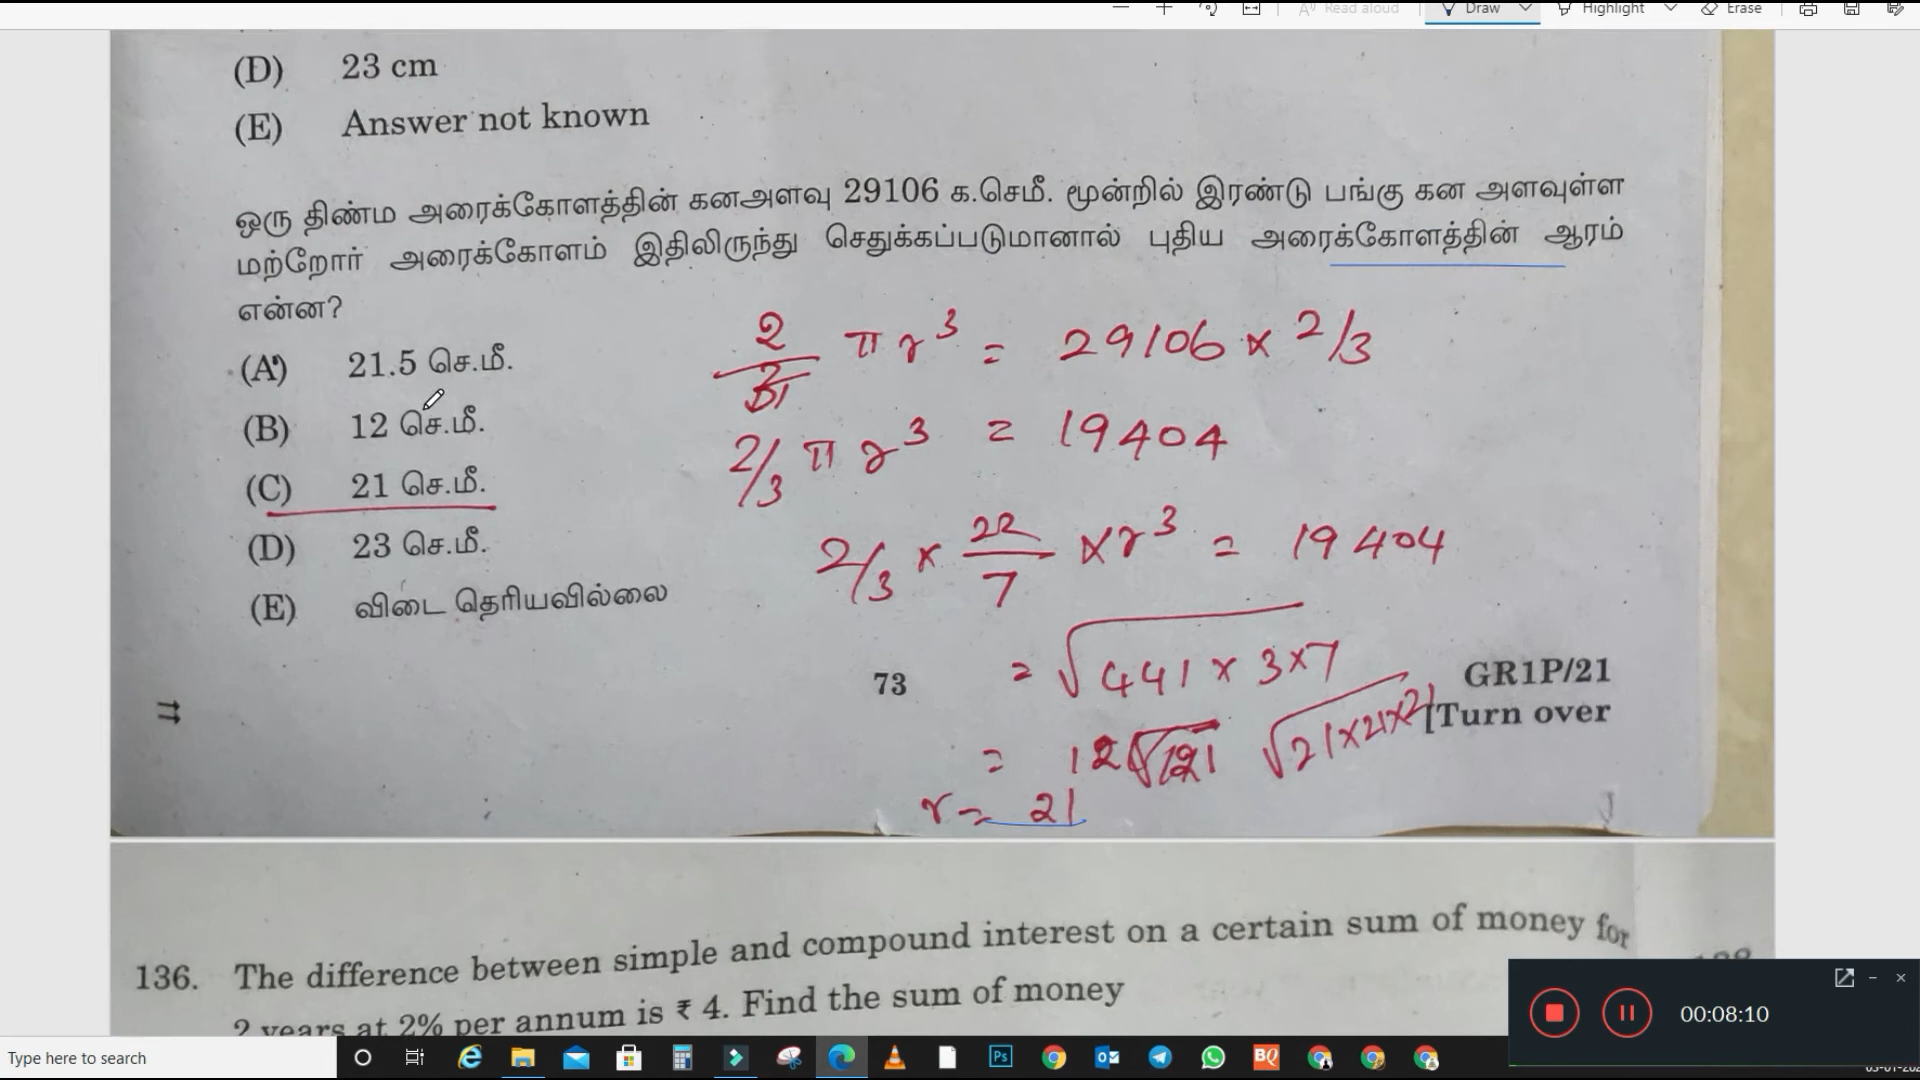 Read aloud
Draw
Highlight
Erase
(D) 23 cm
(E) Answer not known
ஒரு திண்ம அரைக்கோளத்தின் கனஅளவு 29106 க.செமீ. மூன்றில் இரண்டு பங்கு கன அளவுள்ள
மற்றோர் அரைக்கோளம் இதிலிருந்து செதுக்கப்படுமானால் புதிய அரைக்கோளத்தின் ஆரம்
என்ன?
(A) 21.5 செ.மீ.
(B) 12 செ.மீ.
(C) 21 செ.மீ.
(D) 23 செ.மீ.
(E) விடை தெரியவில்லை
π r³ = 29106 × 2/3
2/3 π r³ = 19404
2/3 × 22/7 × r³ = 19404
= √441 × 3×7
√21×21×21
r = 21
73
GR1P/21
[Turn over
136. The difference between simple and compound interest on a certain sum of money for
2 years at 2% per annum is ₹ 4. Find the sum of money
00:08:10
Type here to search
Ps
BQ